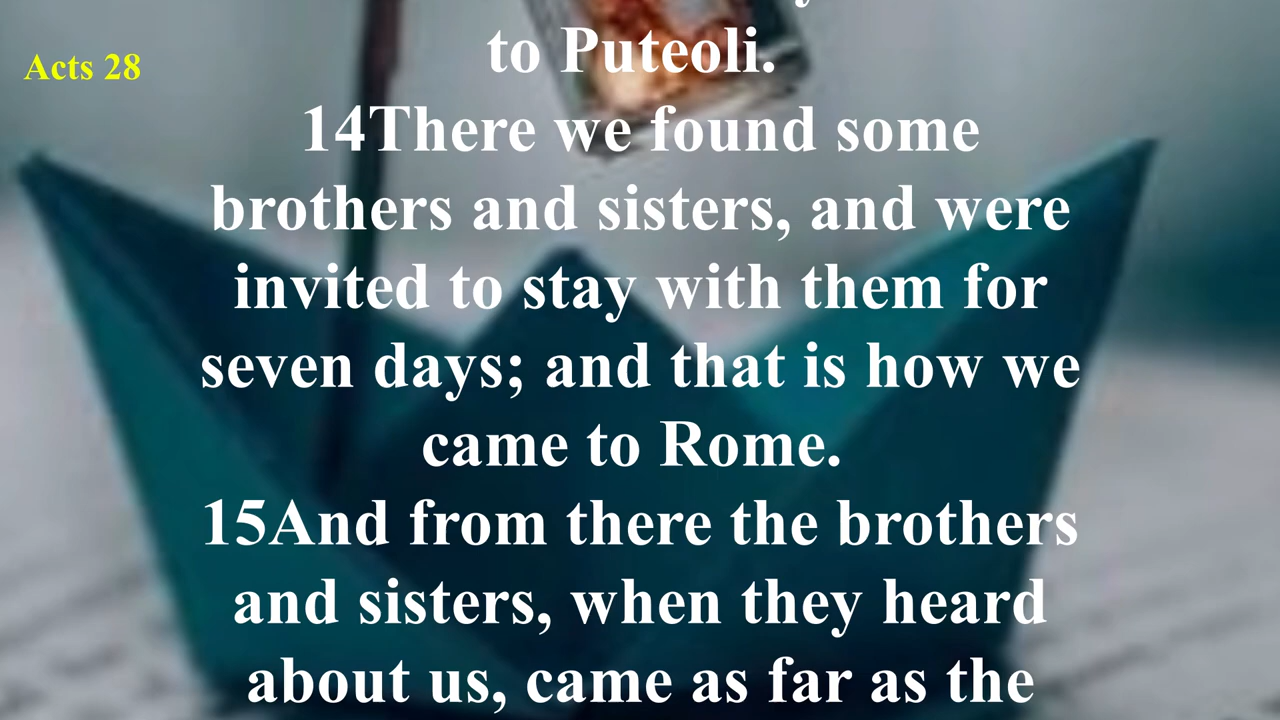 Acts 28
to Puteoli.
14There we found some
brothers and sisters, and were
invited to stay with them for
seven days; and that is how we
came to Rome.
15And from there the brothers
and sisters, when they heard
about us, came as far as the